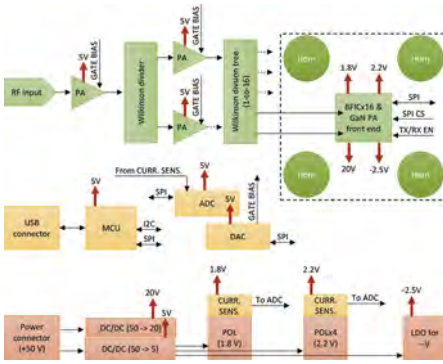 5V
GATE BIAS
5V
GATE BIAS
RF input
PA
Wilkinson divider
PA
5V
PA
Wilkinson division tree
(1-to-16)
1.8V
2.2V
BFICx16 &
GaN PA
front end
SPI
SPI CS
TX/RX EN
20V
-2.5V
From CURR. SENS.
5V
5V
SPI
ADC
5V
GATE BIAS
USB
connector
MCU
I2C
SPI
DAC
SPI
20V
5V
1.8V
2.2V
-2.5V
CURR.
SENS.
To ADC
CURR.
SENS.
To ADC
Power
connector
(+50 V)
DC/DC (50 -> 20)
DC/DC (50 -> 5)
POL
(1.8 V)
POLx4
(2.2 V)
LDO for
—V